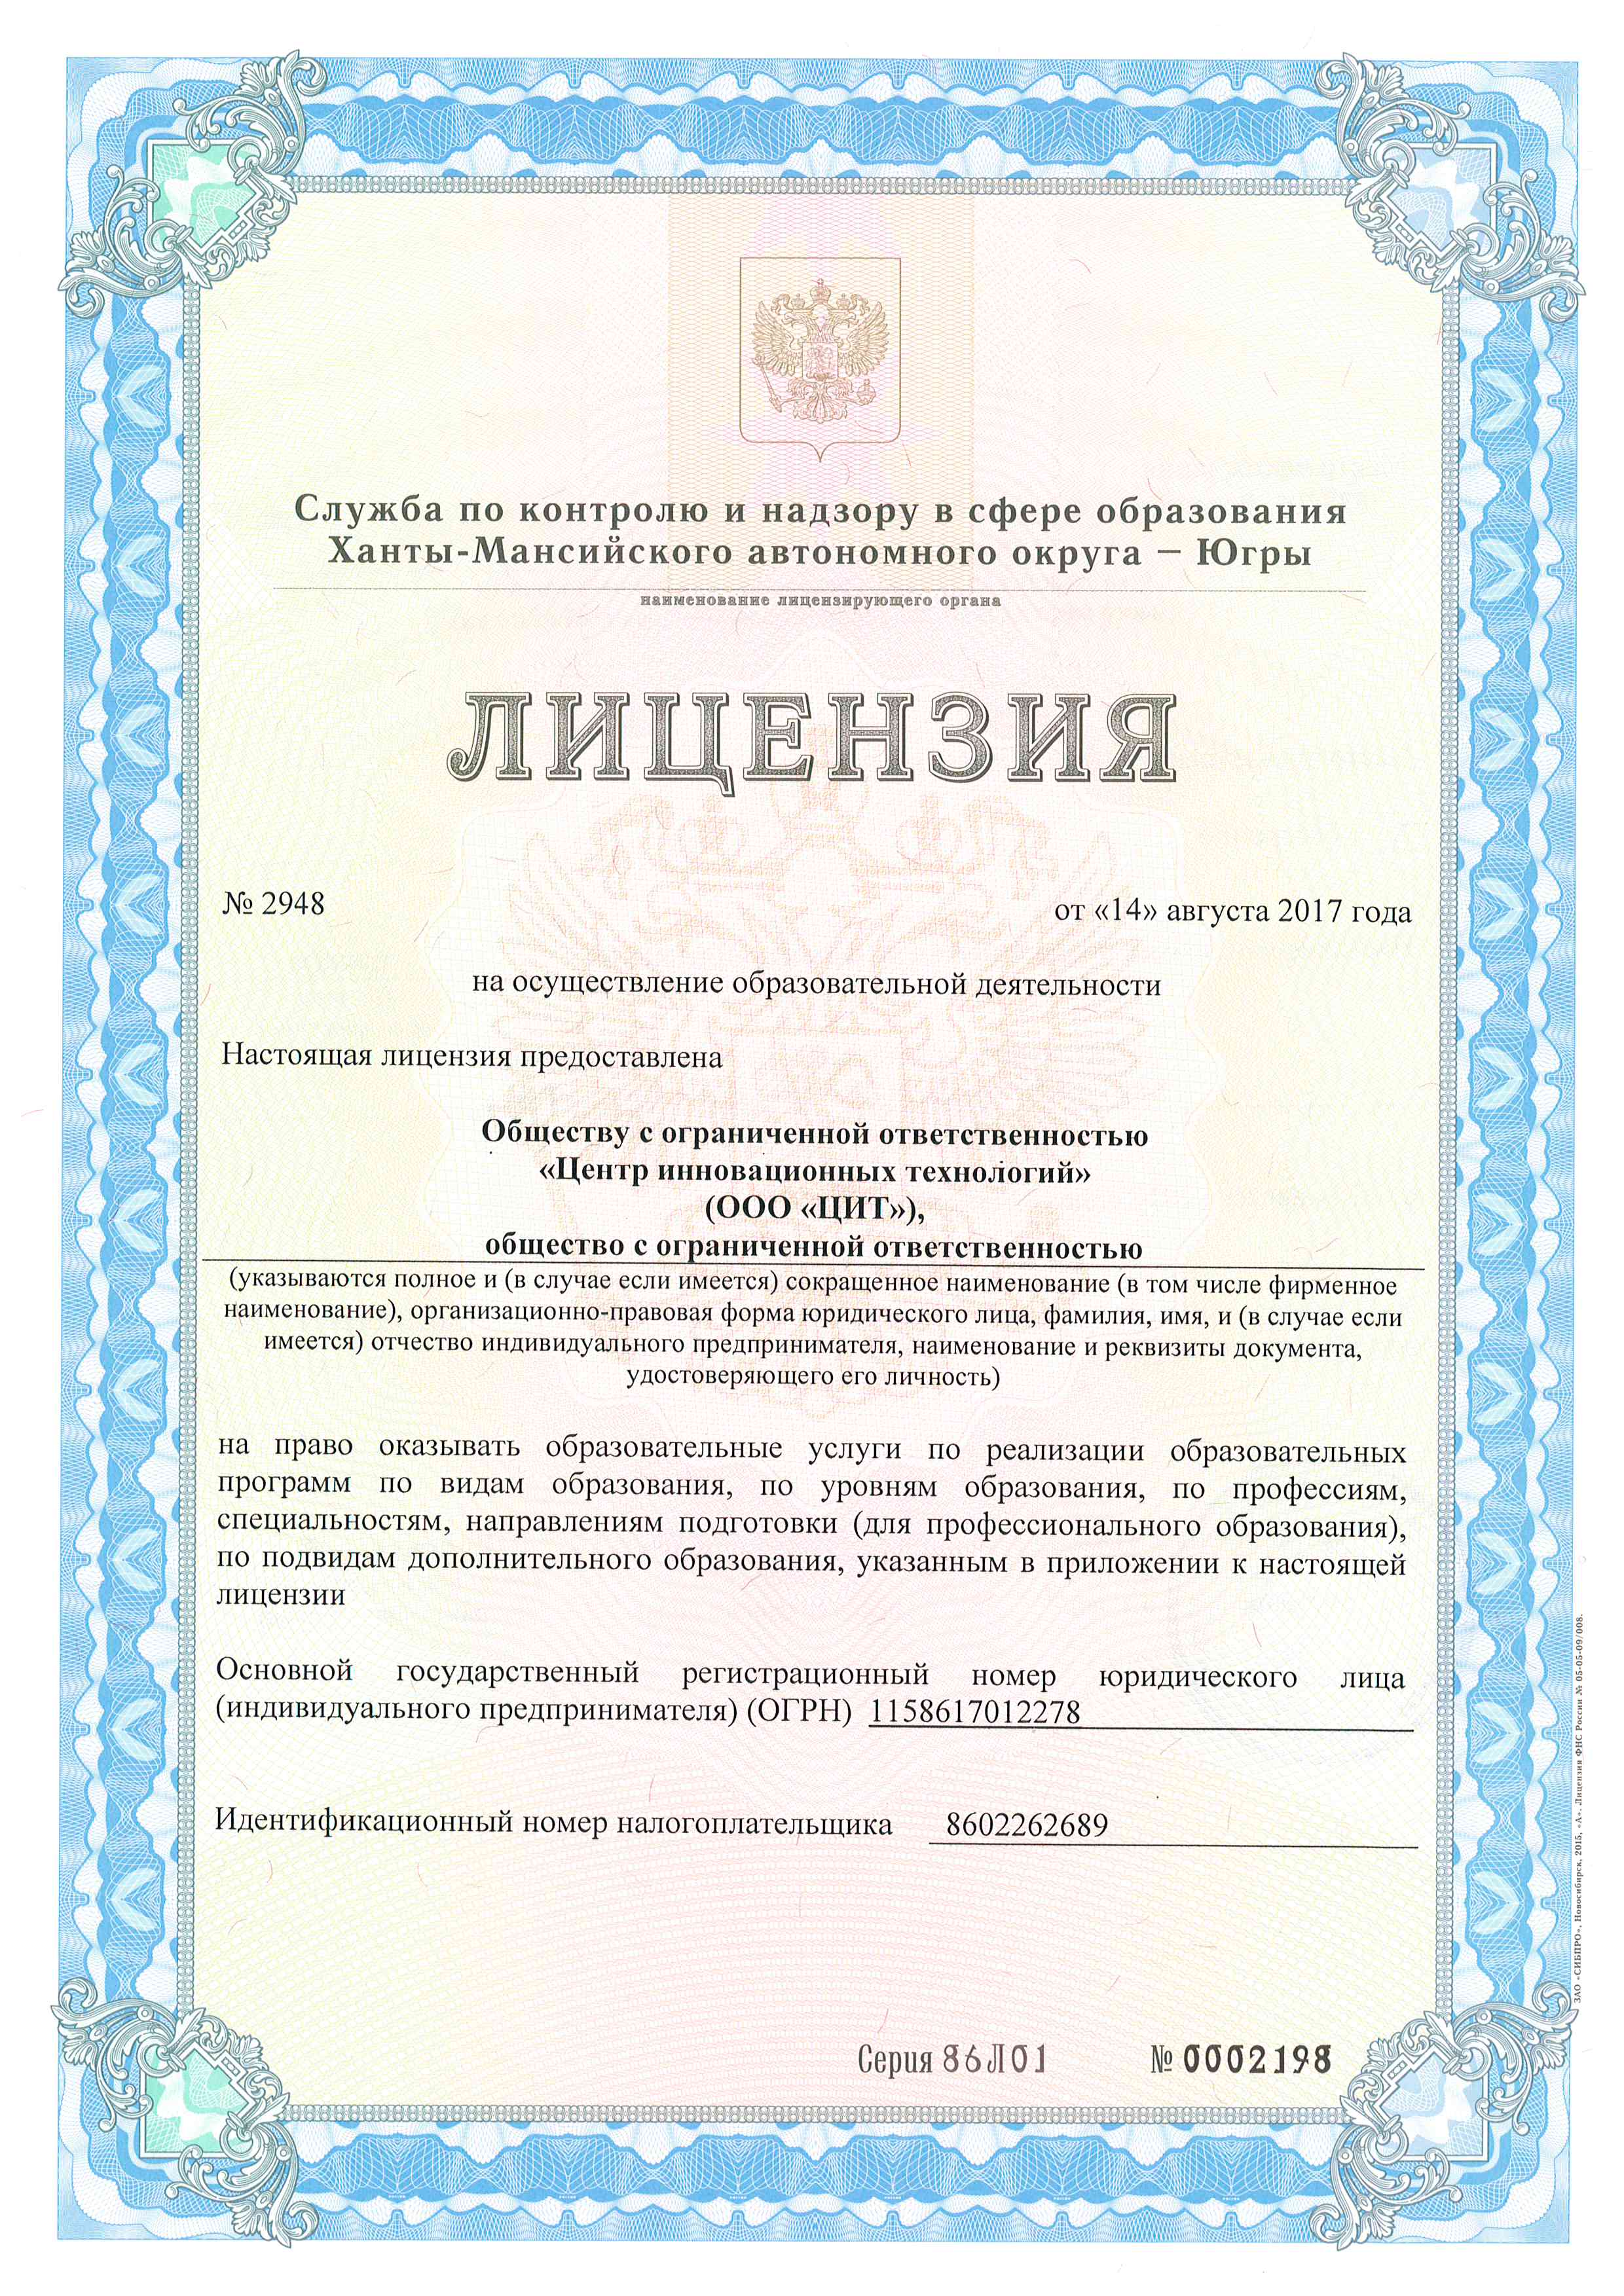 Служба по контролю и надзору в сфере образования
Ханты-Мансийского автономного округа – Югры
наименование лицензирующего органа
ЛИЦЕНЗИЯ
№ 2948 от «14» августа 2017 года
на осуществление образовательной деятельности
Настоящая лицензия предоставлена
Обществу с ограниченной ответственностью
«Центр инновационных технологий»
(ООО «ЦИТ»),
общество с ограниченной ответственностью
(указываются полное и (в случае если имеется) сокращенное наименование (в том числе фирменное
наименование), организационно-правовая форма юридического лица, фамилия, имя, и (в случае если
имеется) отчество индивидуального предпринимателя, наименование и реквизиты документа,
удостоверяющего его личность)
на право оказывать образовательные услуги по реализации образовательных
программ по видам образования, по уровням образования, по профессиям,
специальностям, направлениям подготовки (для профессионального образования),
по подвидам дополнительного образования, указанным в приложении к настоящей
лицензии
Основной государственный регистрационный номер юридического лица
(индивидуального предпринимателя) (ОГРН) 1158617012278
Идентификационный номер налогоплательщика 8602262689
Серия 86Л01 № 0002198
ЗАО «СИБПРО», Новосибирск, 2015, «А». Лицензия ФНС России № 05-05-09/008.